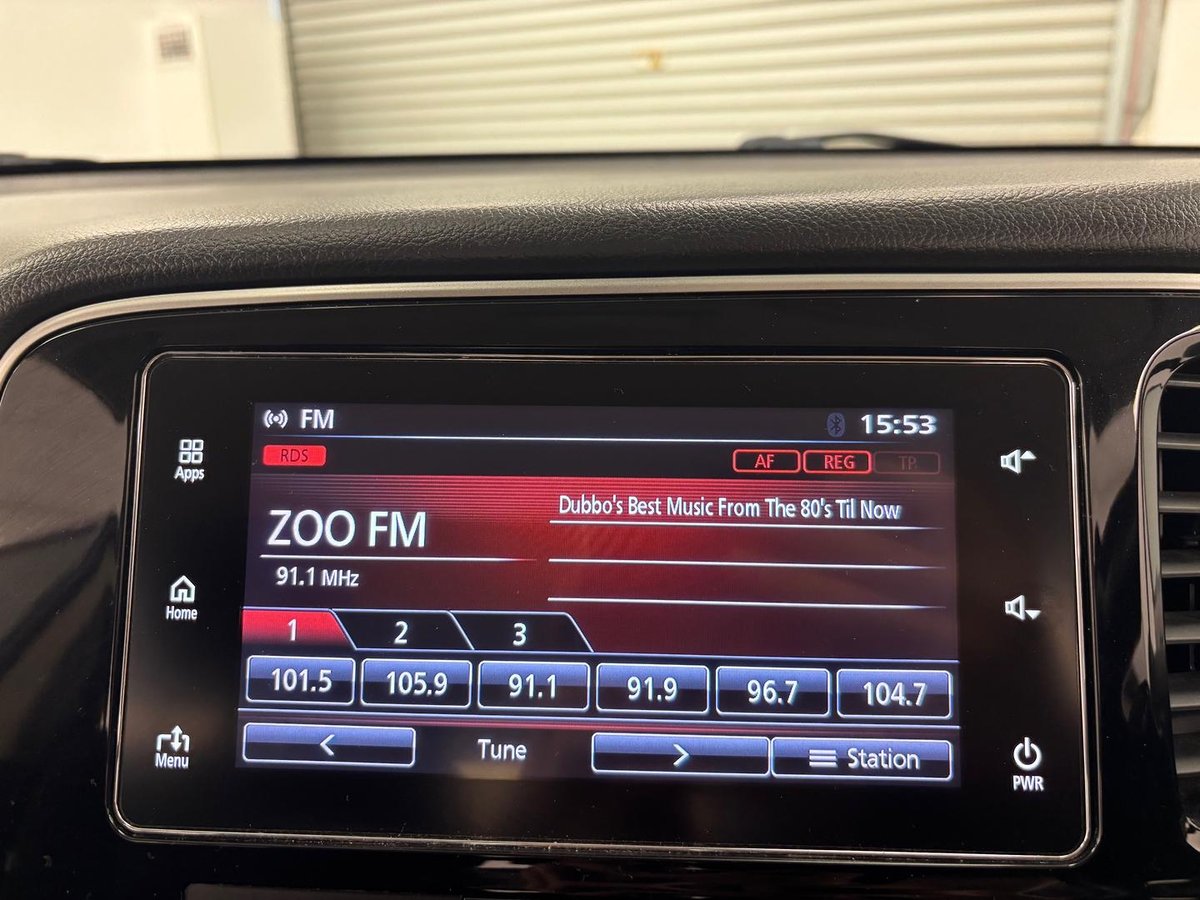 FM 15:53
RDS AF REG TP
Apps
ZOO FM
Dubbo's Best Music From The 80's Til Now
91.1 MHz
Home
1 2 3
101.5 105.9 91.1 91.9 96.7 104.7
Menu
< Tune > Station
PWR